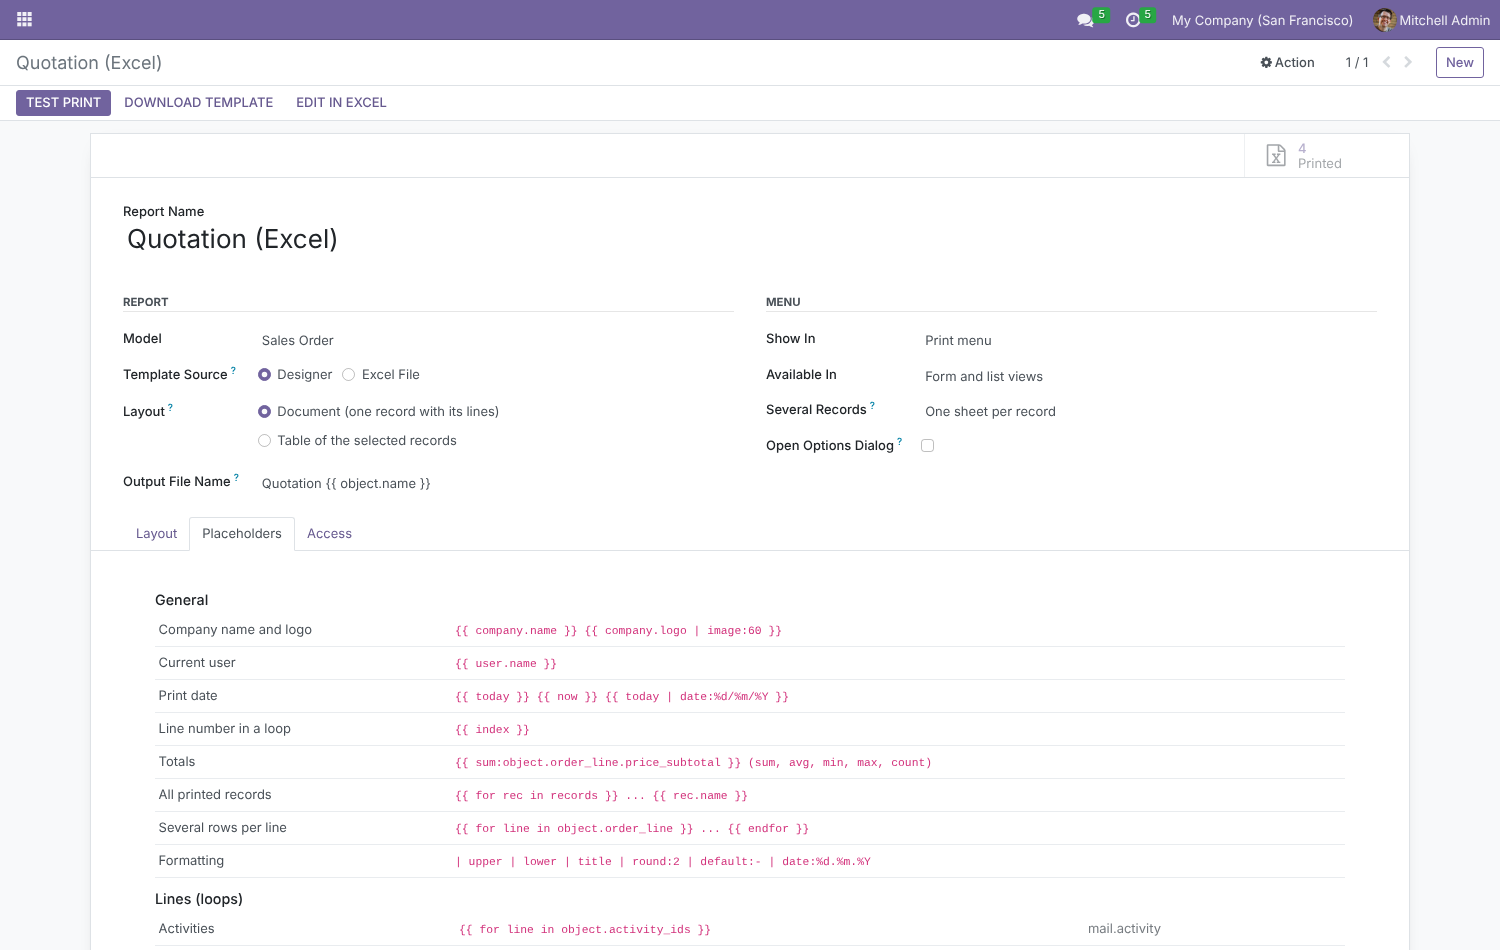 5
5
My Company (San Francisco)
Mitchell Admin
Quotation (Excel)
Action
1 / 1
New
TEST PRINT
DOWNLOAD TEMPLATE
EDIT IN EXCEL
4
Printed
Report Name
Quotation (Excel)
REPORT
Model
Sales Order
Template Source ?
Designer
Excel File
Layout ?
Document (one record with its lines)
Table of the selected records
Output File Name ?
Quotation {{ object.name }}
MENU
Show In
Print menu
Available In
Form and list views
Several Records ?
One sheet per record
Open Options Dialog ?
Layout
Placeholders
Access
General
Company name and logo
{{ company.name }} {{ company.logo | image:60 }}
Current user
{{ user.name }}
Print date
{{ today }} {{ now }} {{ today | date:%d/%m/%Y }}
Line number in a loop
{{ index }}
Totals
{{ sum:object.order_line.price_subtotal }} (sum, avg, min, max, count)
All printed records
{{ for rec in records }} ... {{ rec.name }}
Several rows per line
{{ for line in object.order_line }} ... {{ endfor }}
Formatting
| upper | lower | title | round:2 | default:- | date:%d.%m.%Y
Lines (loops)
Activities
{{ for line in object.activity_ids }}
mail.activity